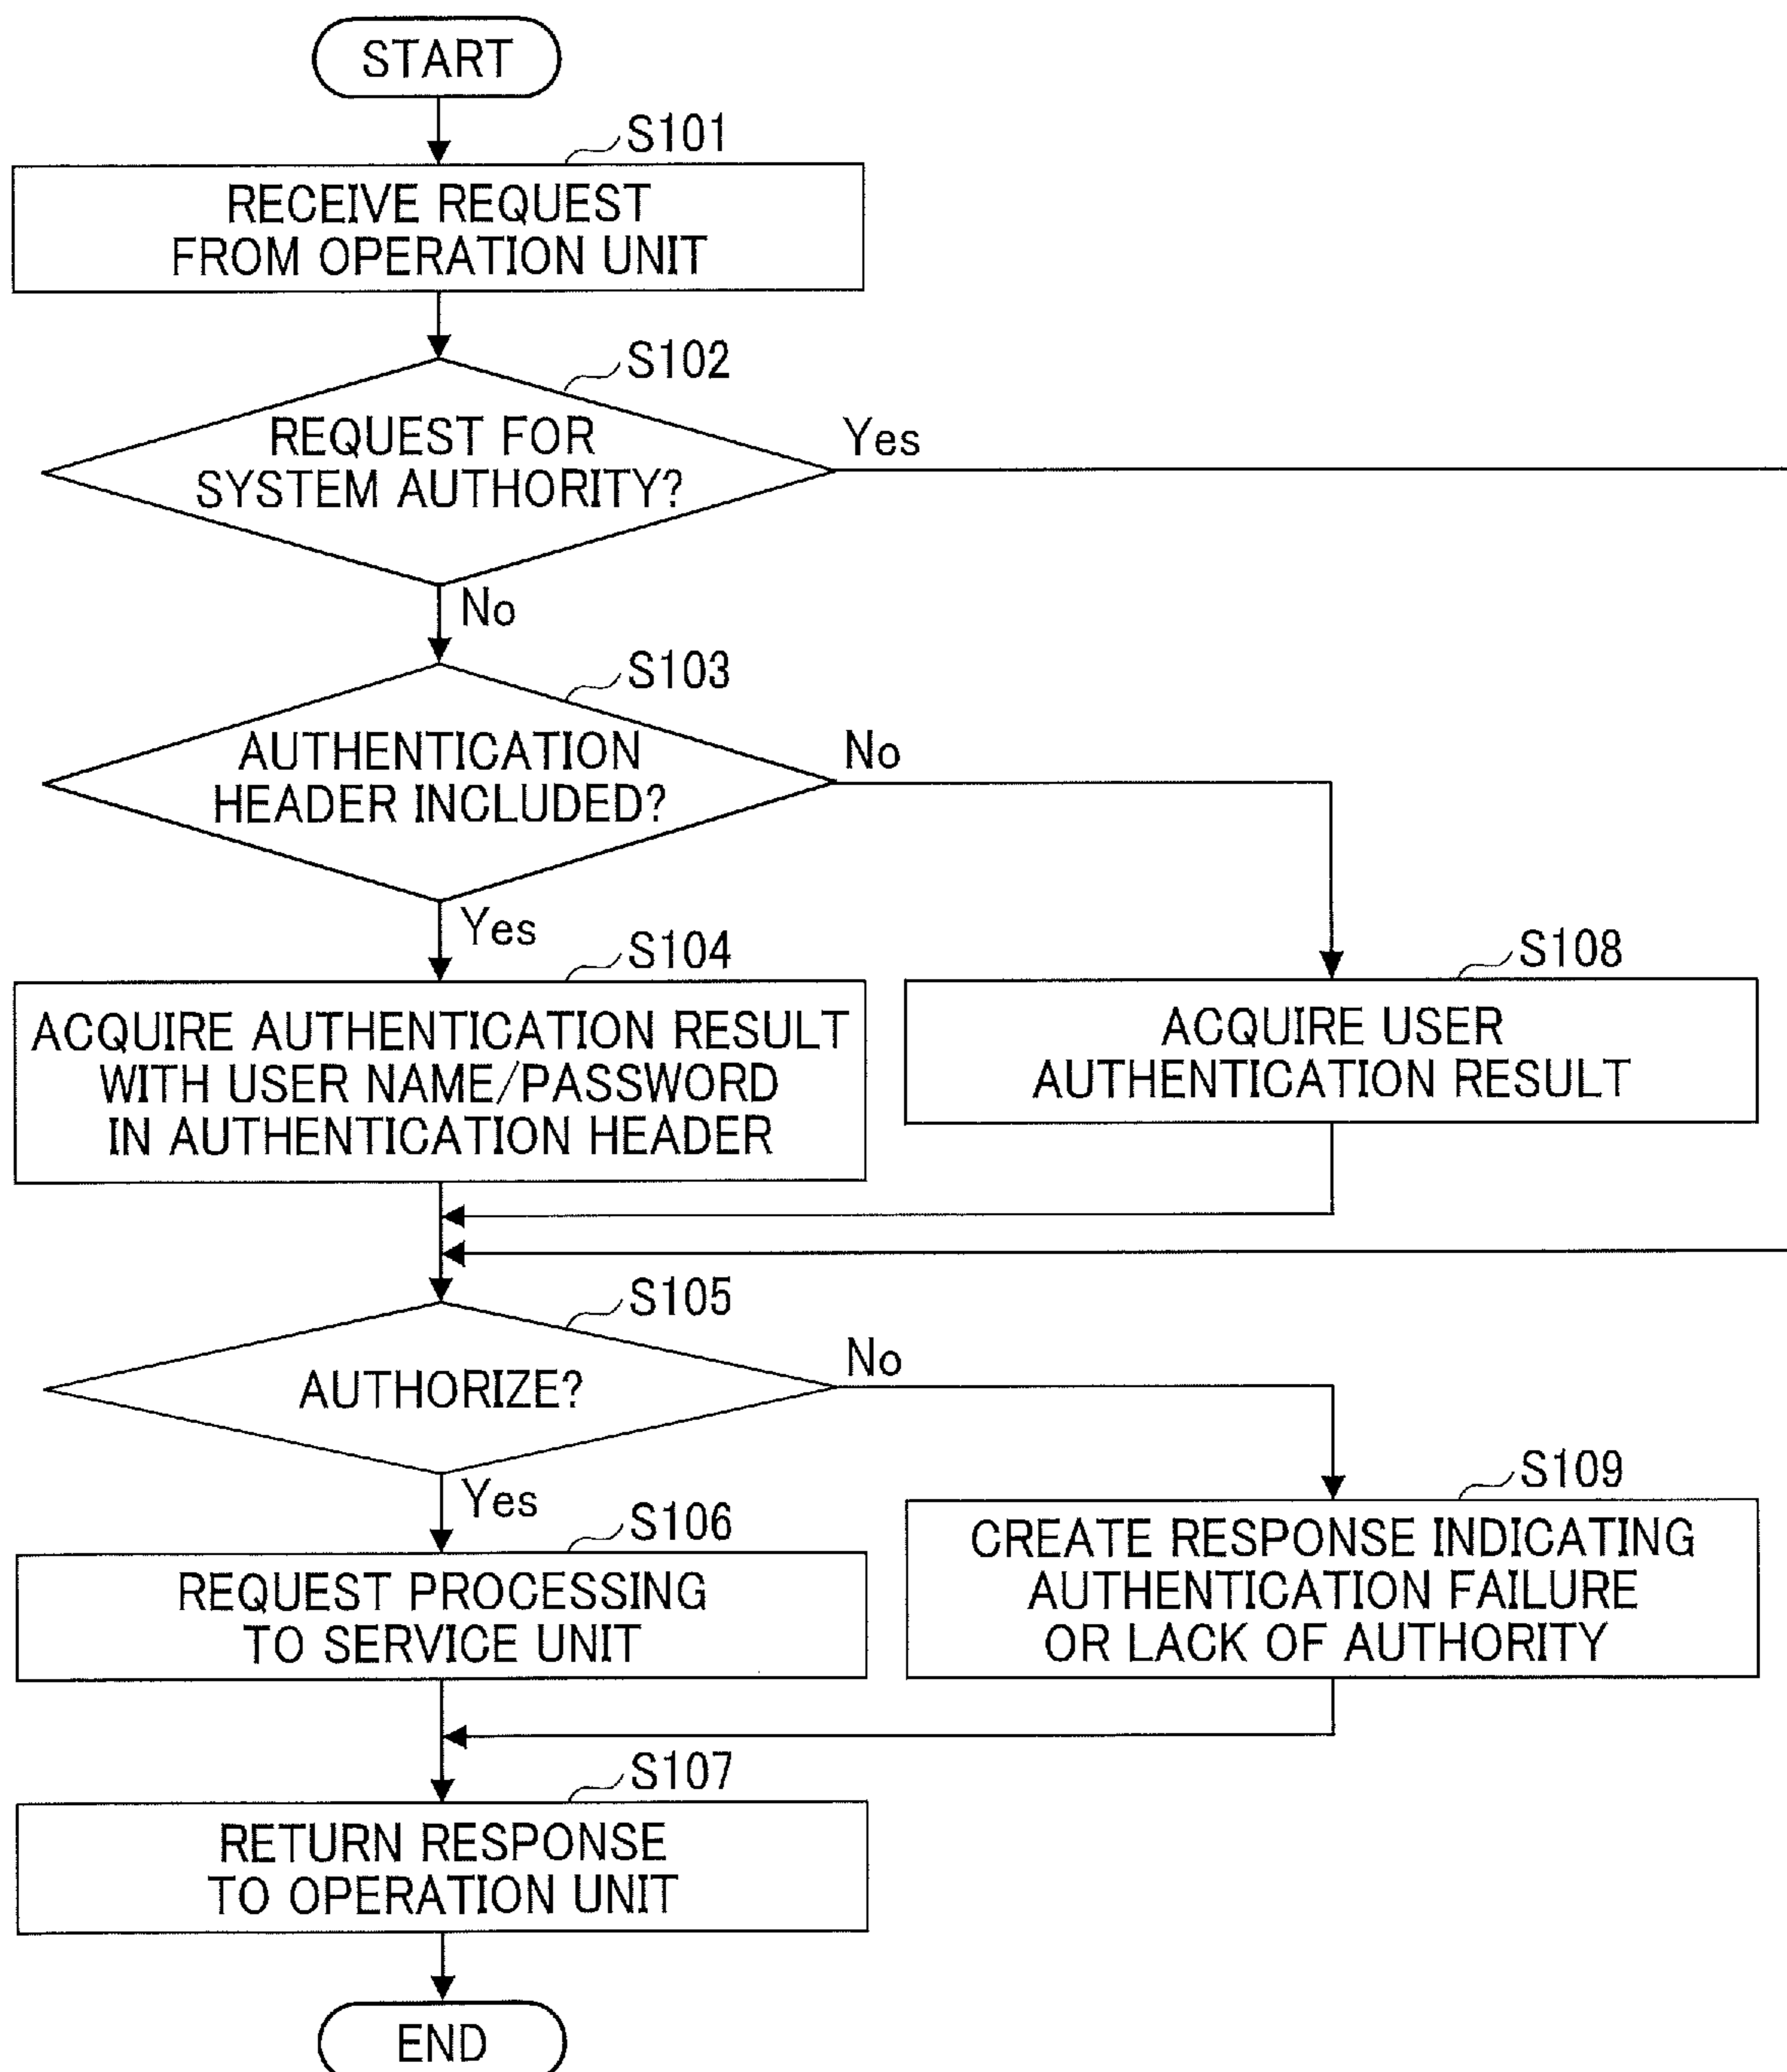 START
S101
RECEIVE REQUEST
FROM OPERATION UNIT
S102
REQUEST FOR
SYSTEM AUTHORITY?
Yes
No
S103
AUTHENTICATION
HEADER INCLUDED?
No
Yes
S104
ACQUIRE AUTHENTICATION RESULT
WITH USER NAME/PASSWORD
IN AUTHENTICATION HEADER
S108
ACQUIRE USER
AUTHENTICATION RESULT
S105
AUTHORIZE?
No
Yes
S106
REQUEST PROCESSING
TO SERVICE UNIT
S109
CREATE RESPONSE INDICATING
AUTHENTICATION FAILURE
OR LACK OF AUTHORITY
S107
RETURN RESPONSE
TO OPERATION UNIT
END